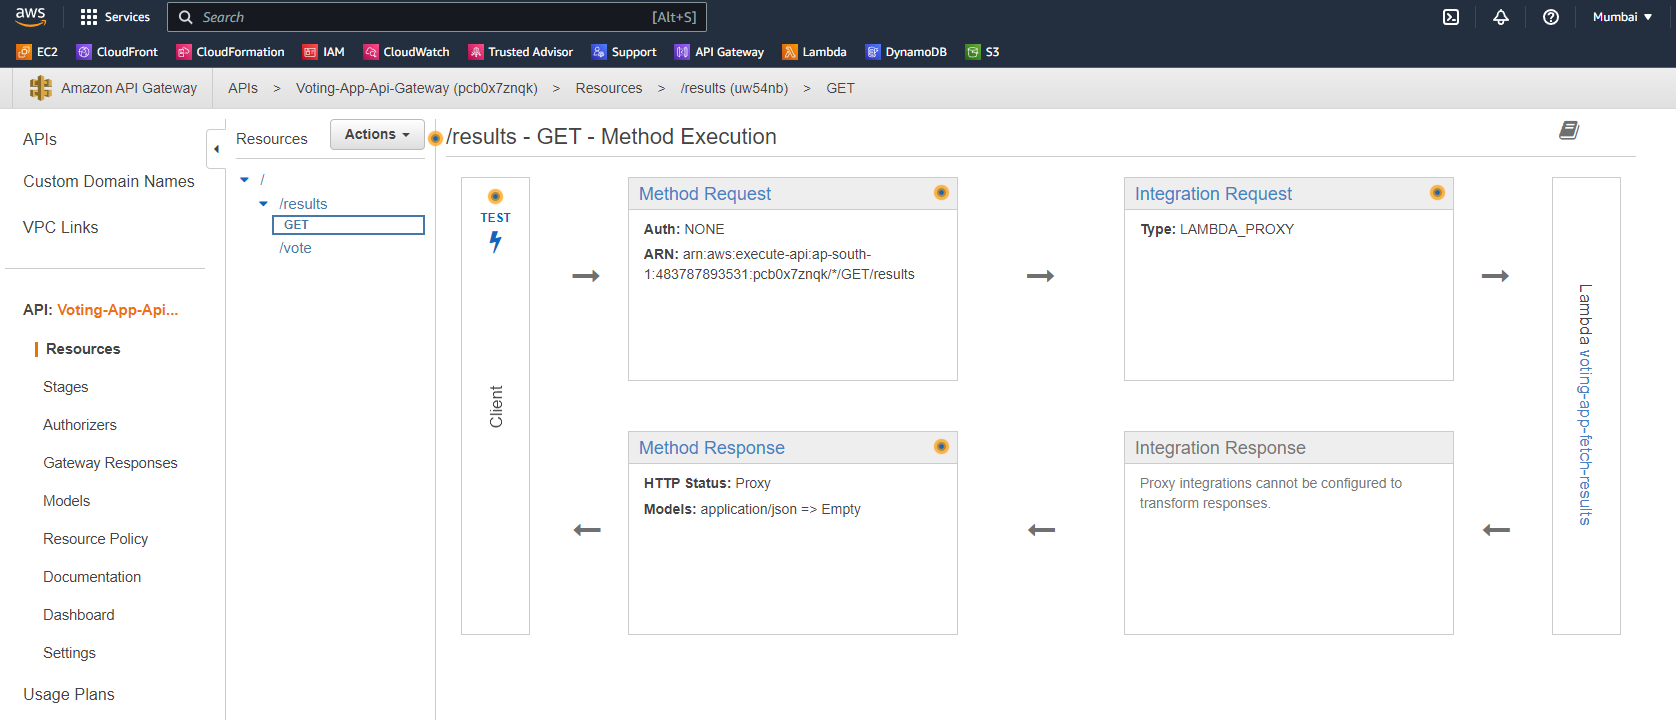 aws
Services
Search
[Alt+S]
Mumbai
EC2
CloudFront
CloudFormation
IAM
CloudWatch
Trusted Advisor
Support
API Gateway
Lambda
DynamoDB
S3
Amazon API Gateway
APIs > Voting-App-Api-Gateway (pcb0x7znqk) > Resources > /results (uw54nb) > GET
APIs
Custom Domain Names
VPC Links
API: Voting-App-Api...
Resources
Stages
Authorizers
Gateway Responses
Models
Resource Policy
Documentation
Dashboard
Settings
Usage Plans
Resources
Actions
/
/results
GET
/vote
/results - GET - Method Execution
TEST
Client
Method Request
Auth: NONE
ARN: arn:aws:execute-api:ap-south-
1:483787893531:pcb0x7znqk/*/GET/results
Integration Request
Type: LAMBDA_PROXY
Lambda voting-app-fetch-results
Method Response
HTTP Status: Proxy
Models: application/json => Empty
Integration Response
Proxy integrations cannot be configured to
transform responses.